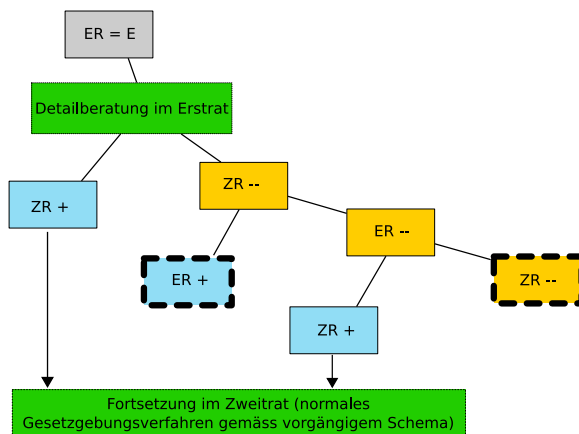 ER = E
Detailberatung im Erstrat
ZR +
ZR --
ER --
ER +
ZR --
ZR +
Fortsetzung im Zweitrat (normales
Gesetzgebungsverfahren gemäss vorgängigem Schema)